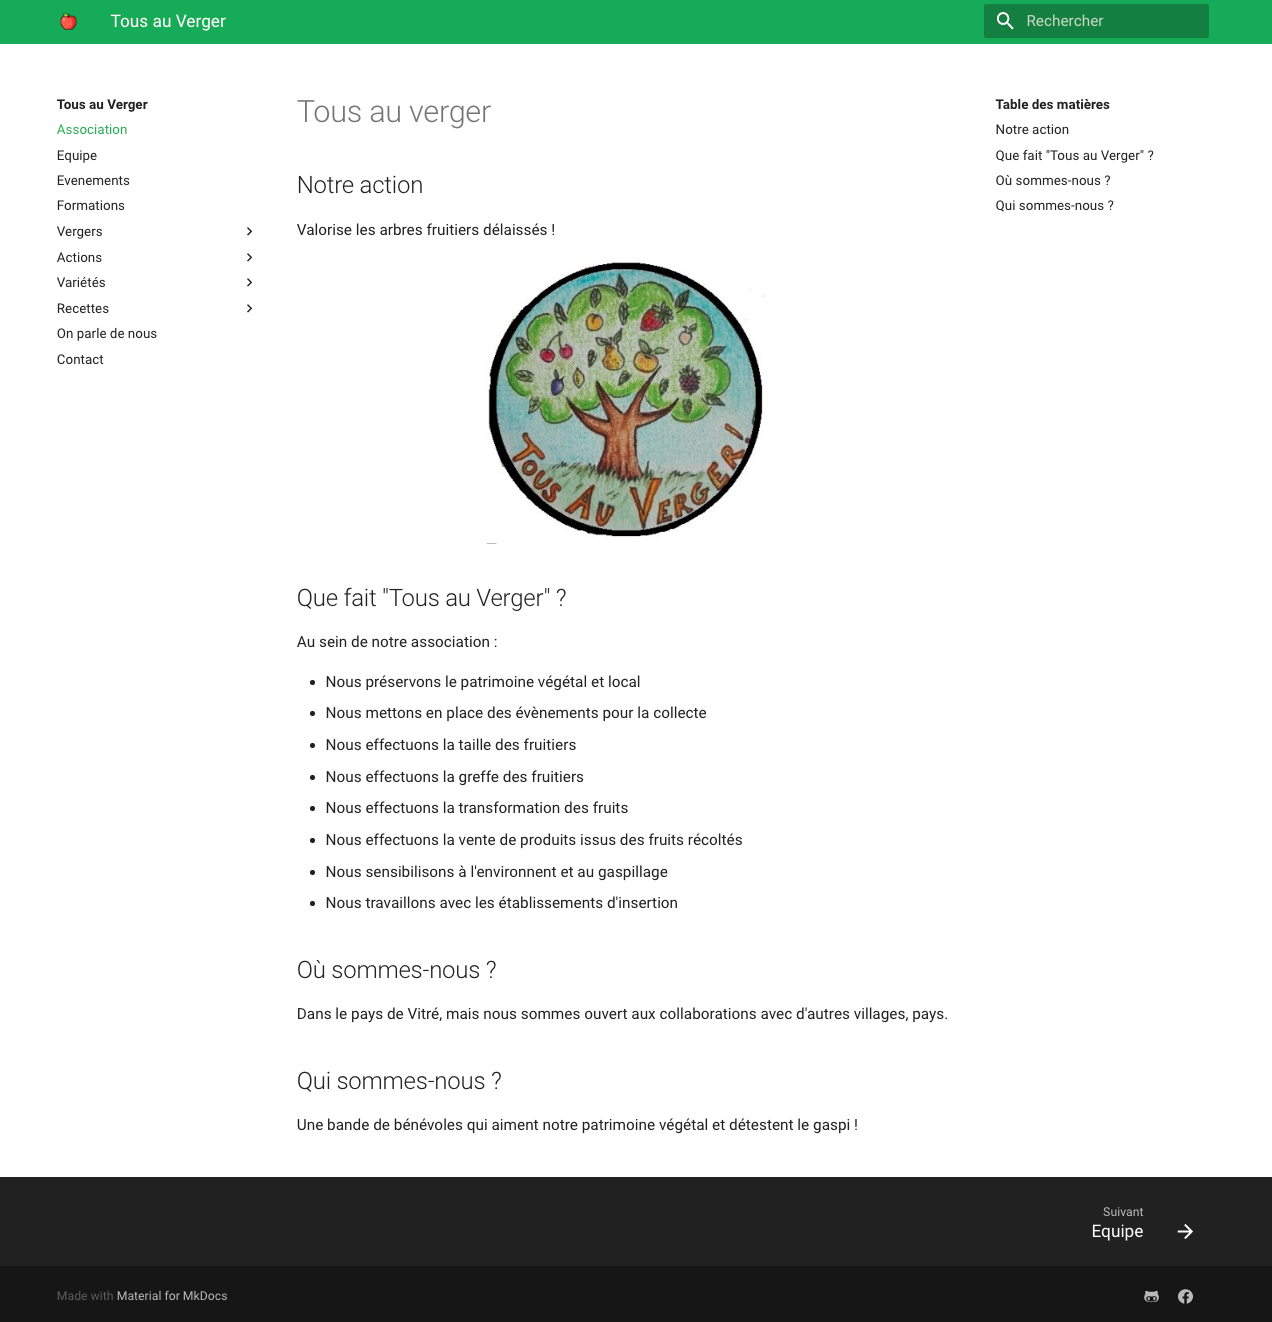 Tous au Verger
Rechercher
Tous au Verger
Association
Equipe
Evenements
Formations
Vergers
Actions
Variétés
Recettes
On parle de nous
Contact
Tous au verger
Notre action
Valorise les arbres fruitiers délaissés !
TOUS AU VERGER!
Que fait "Tous au Verger" ?
Au sein de notre association :
Nous préservons le patrimoine végétal et local
Nous mettons en place des évènements pour la collecte
Nous effectuons la taille des fruitiers
Nous effectuons la greffe des fruitiers
Nous effectuons la transformation des fruits
Nous effectuons la vente de produits issus des fruits récoltés
Nous sensibilisons à l'environnent et au gaspillage
Nous travaillons avec les établissements d'insertion
Où sommes-nous ?
Dans le pays de Vitré, mais nous sommes ouvert aux collaborations avec d'autres villages, pays.
Qui sommes-nous ?
Une bande de bénévoles qui aiment notre patrimoine végétal et détestent le gaspi !
Table des matières
Notre action
Que fait "Tous au Verger" ?
Où sommes-nous ?
Qui sommes-nous ?
Suivant
Equipe
Made with Material for MkDocs